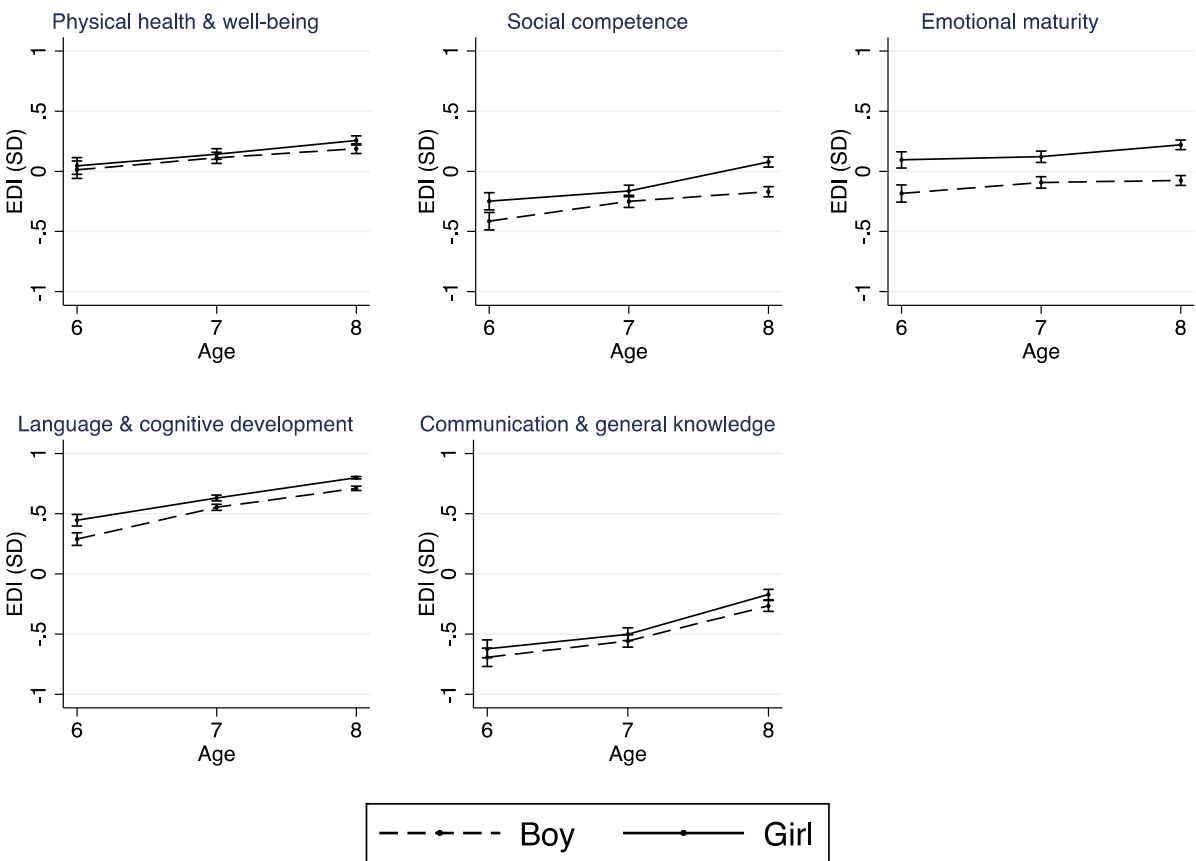 Physical health & well-being
EDI (SD)
1
.5
0
-.5
-1
6 7 8
Age
Social competence
EDI (SD)
1
.5
0
-.5
-1
6 7 8
Age
Emotional maturity
EDI (SD)
1
.5
0
-.5
-1
6 7 8
Age
Language & cognitive development
EDI (SD)
1
.5
0
-.5
-1
6 7 8
Age
Communication & general knowledge
EDI (SD)
1
.5
0
-.5
-1
6 7 8
Age
Boy Girl